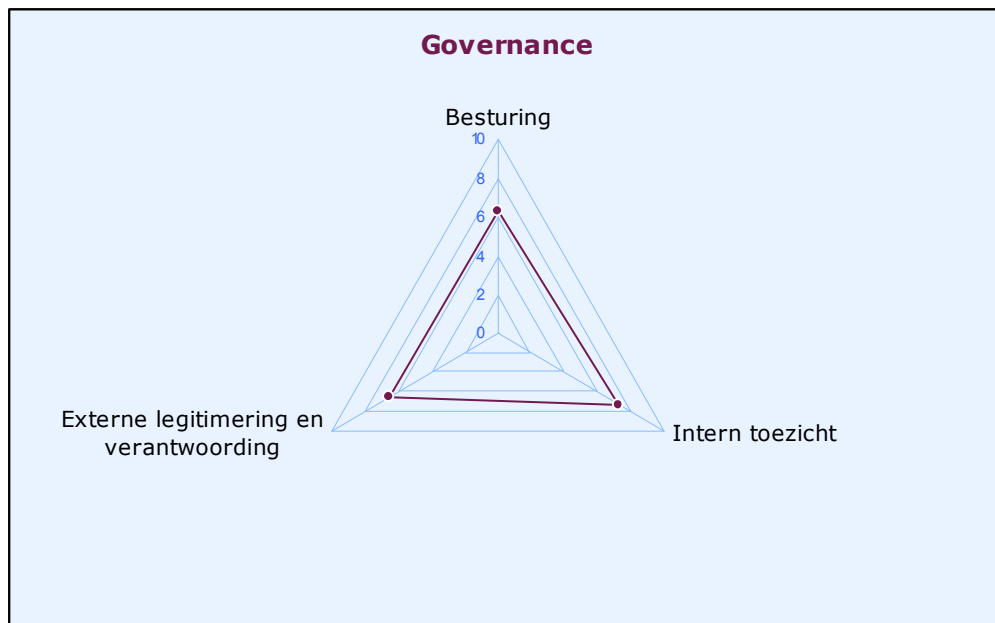 Governance
Besturing
10
8
6
4
2
0
Externe legitimering en
verantwoording
Intern toezicht